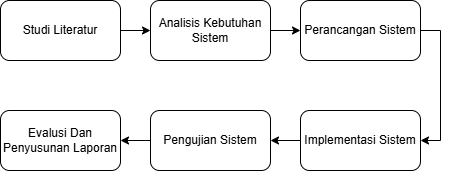 Studi Literatur
Analisis Kebutuhan
Sistem
Perancangan Sistem
Evalusi Dan
Penyusunan Laporan
Pengujian Sistem
Implementasi Sistem